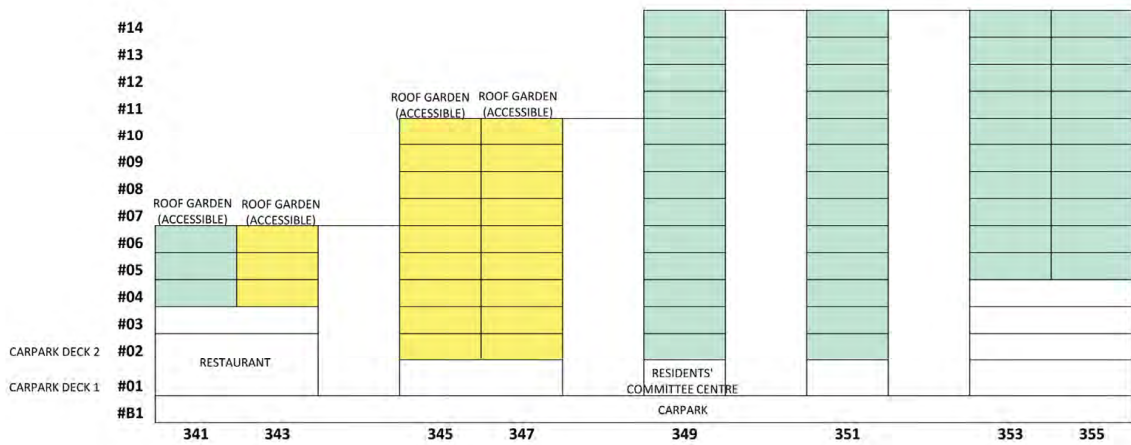 #14
#13
#12
ROOF GARDEN ROOF GARDEN
#11
(ACCESSIBLE) (ACCESSIBLE)
#10
#09
#08
ROOF GARDEN ROOF GARDEN
#07
(ACCESSIBLE) (ACCESSIBLE)
#06
#05
#04
#03
CARPARK DECK 2 #02
RESTAURANT
RESIDENTS'
CARPARK DECK 1 #01
COMMITTEE CENTRE
#B1 CARPARK
341 343 345 347 349 351 353 355